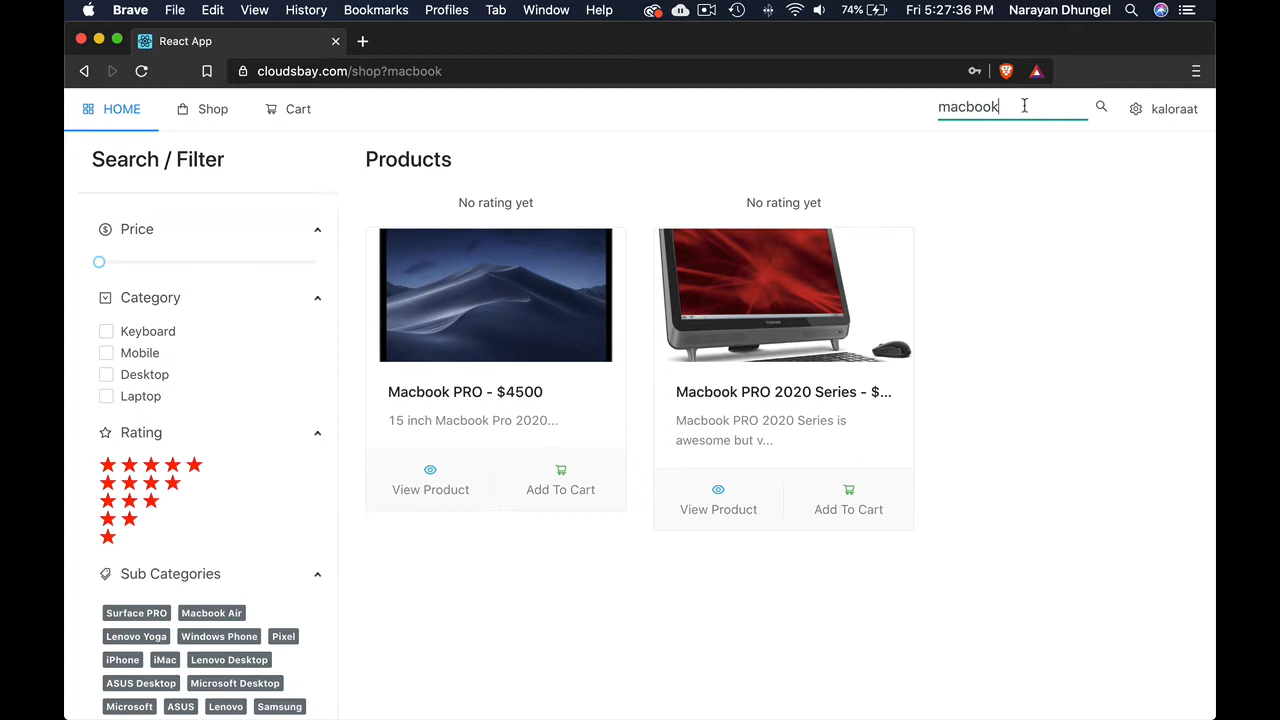 Brave File Edit View History Bookmarks Profiles Tab Window Help 74% Fri 5:27:36 PM Narayan Dhungel
React App
cloudsbay.com/shop?macbook
HOME Shop Cart macbook kaloraat
Search / Filter
Products
No rating yet No rating yet
Price
Category
Keyboard
Mobile
Desktop
Laptop
Rating
Sub Categories
Surface PRO Macbook Air
Lenovo Yoga Windows Phone Pixel
iPhone iMac Lenovo Desktop
ASUS Desktop Microsoft Desktop
Microsoft ASUS Lenovo Samsung
Macbook PRO - $4500
15 inch Macbook Pro 2020...
View Product Add To Cart
TOSHIBA
Macbook PRO 2020 Series - $...
Macbook PRO 2020 Series is
awesome but v...
View Product Add To Cart